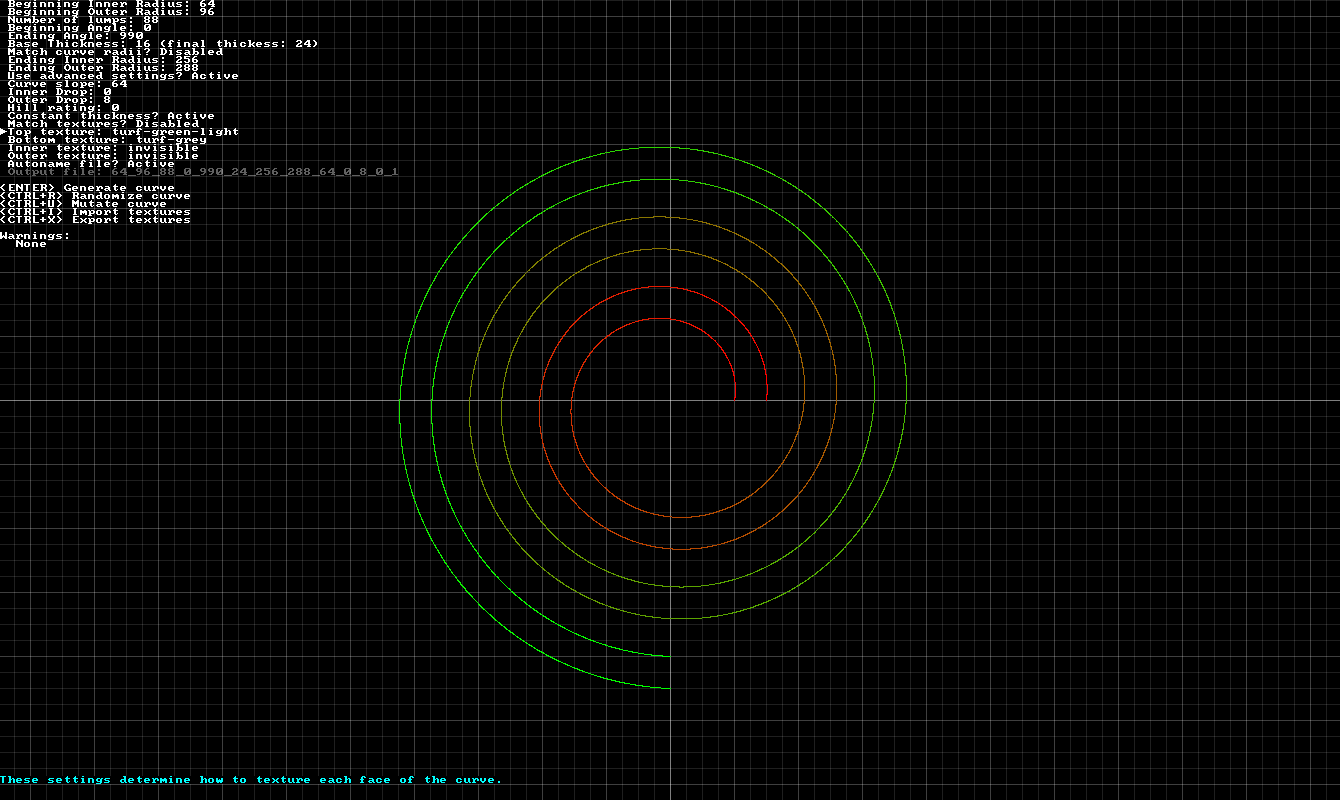 Beginning Inner Radius: 64
Beginning Outer Radius: 96
Number of lumps: 88
Beginning Angle: 0
Ending Angle: 990
Base Thickness: 16 (final thickess: 24)
Match curve radii? Disabled
Ending Inner Radius: 256
Ending Outer Radius: 288
Use advanced settings? Active
Curve slope: 64
Inner Drop: 0
Outer Drop: 8
Hill rating: 0
Constant thickness? Active
Match textures? Disabled
Top texture: turf-green-light
Bottom texture: turf-grey
Inner texture: invisible
Outer texture: invisible
Autoname file? Active
Output file: 64_96_88_0_990_24_256_288_64_0_8_0_1
<ENTER> Generate curve
<CTRL+R> Randomize curve
<CTRL+U> Mutate curve
<CTRL+I> Import textures
<CTRL+X> Export textures
Warnings:
None
These settings determine how to texture each face of the curve.